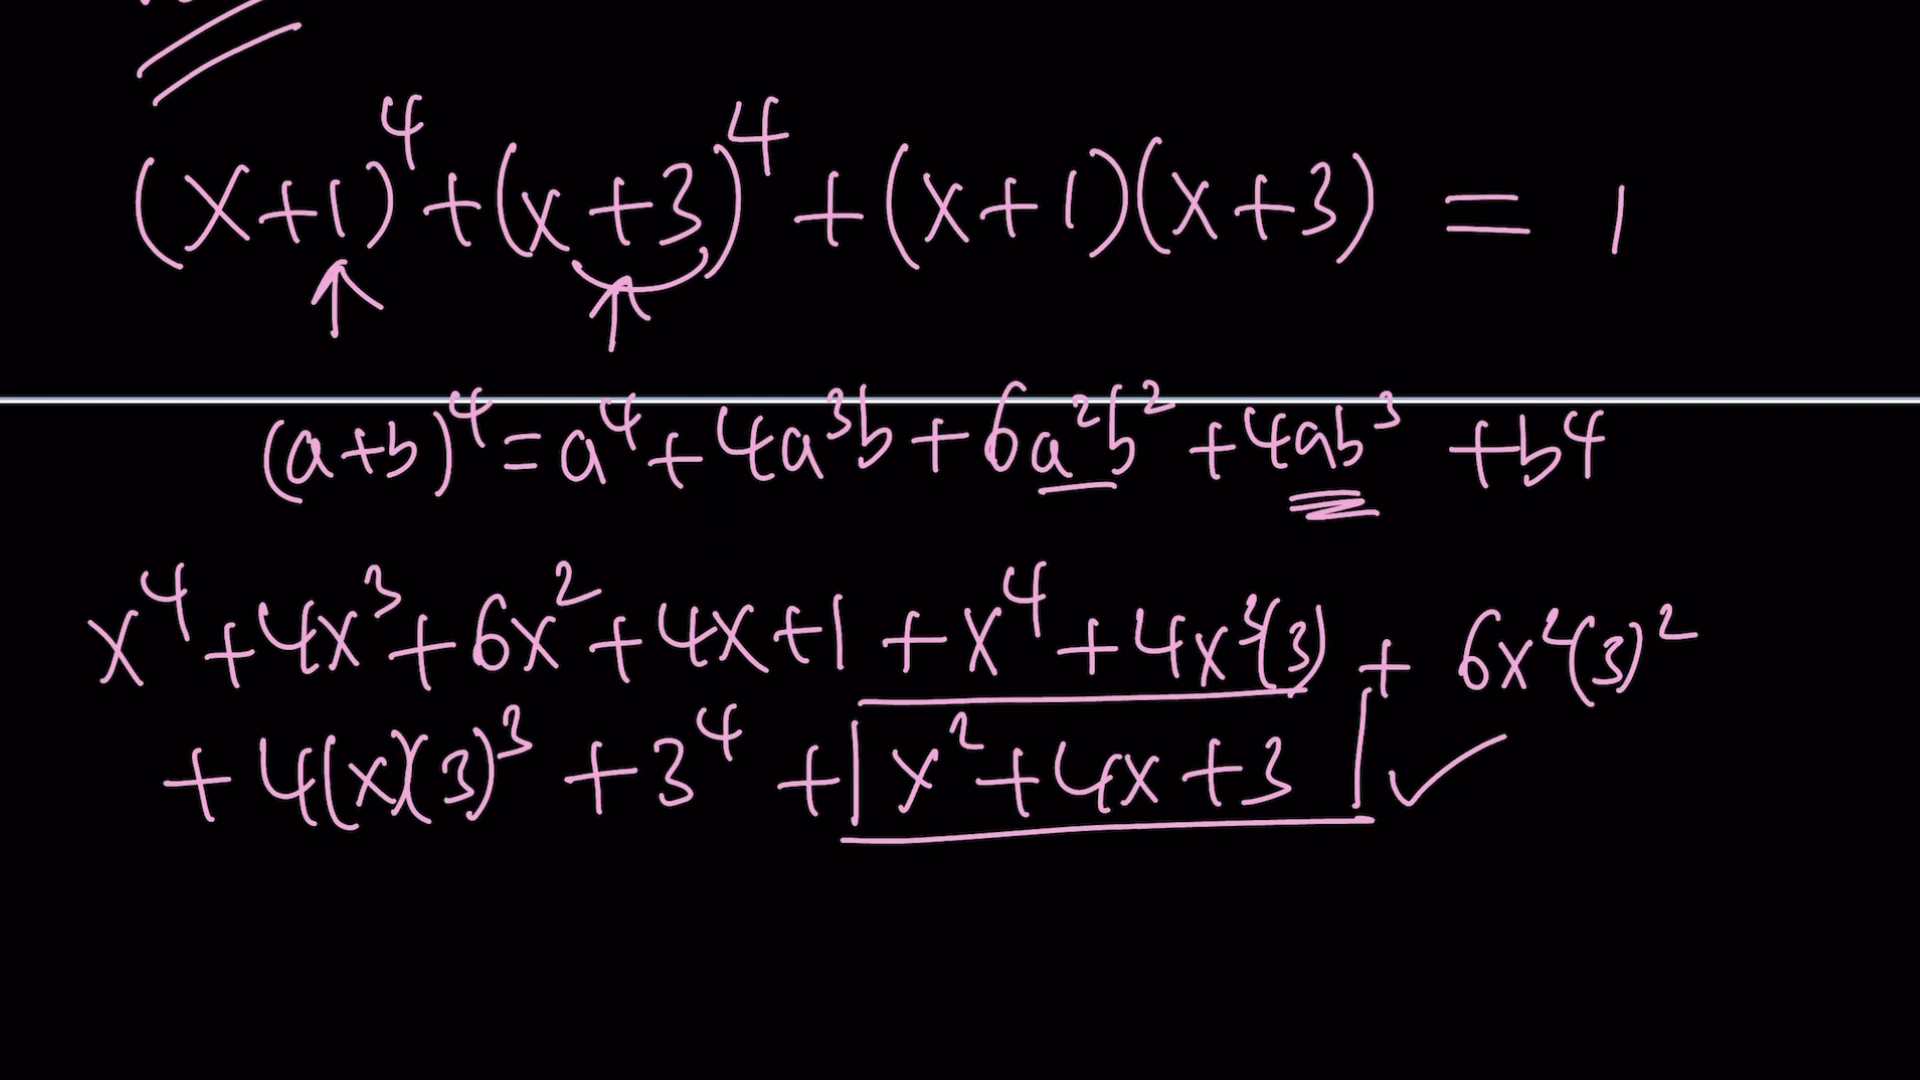 (x+1)⁴+(x+3)⁴+(x+1)(x+3) = 1
(a+b)⁴=a⁴+4a³b+6a²b²+4ab³+b4
x⁴+4x³+6x²+4x+1+x⁴+4x³(3)+6x²(3)²
+4(x)(3)³+3⁴+x²+4x+3